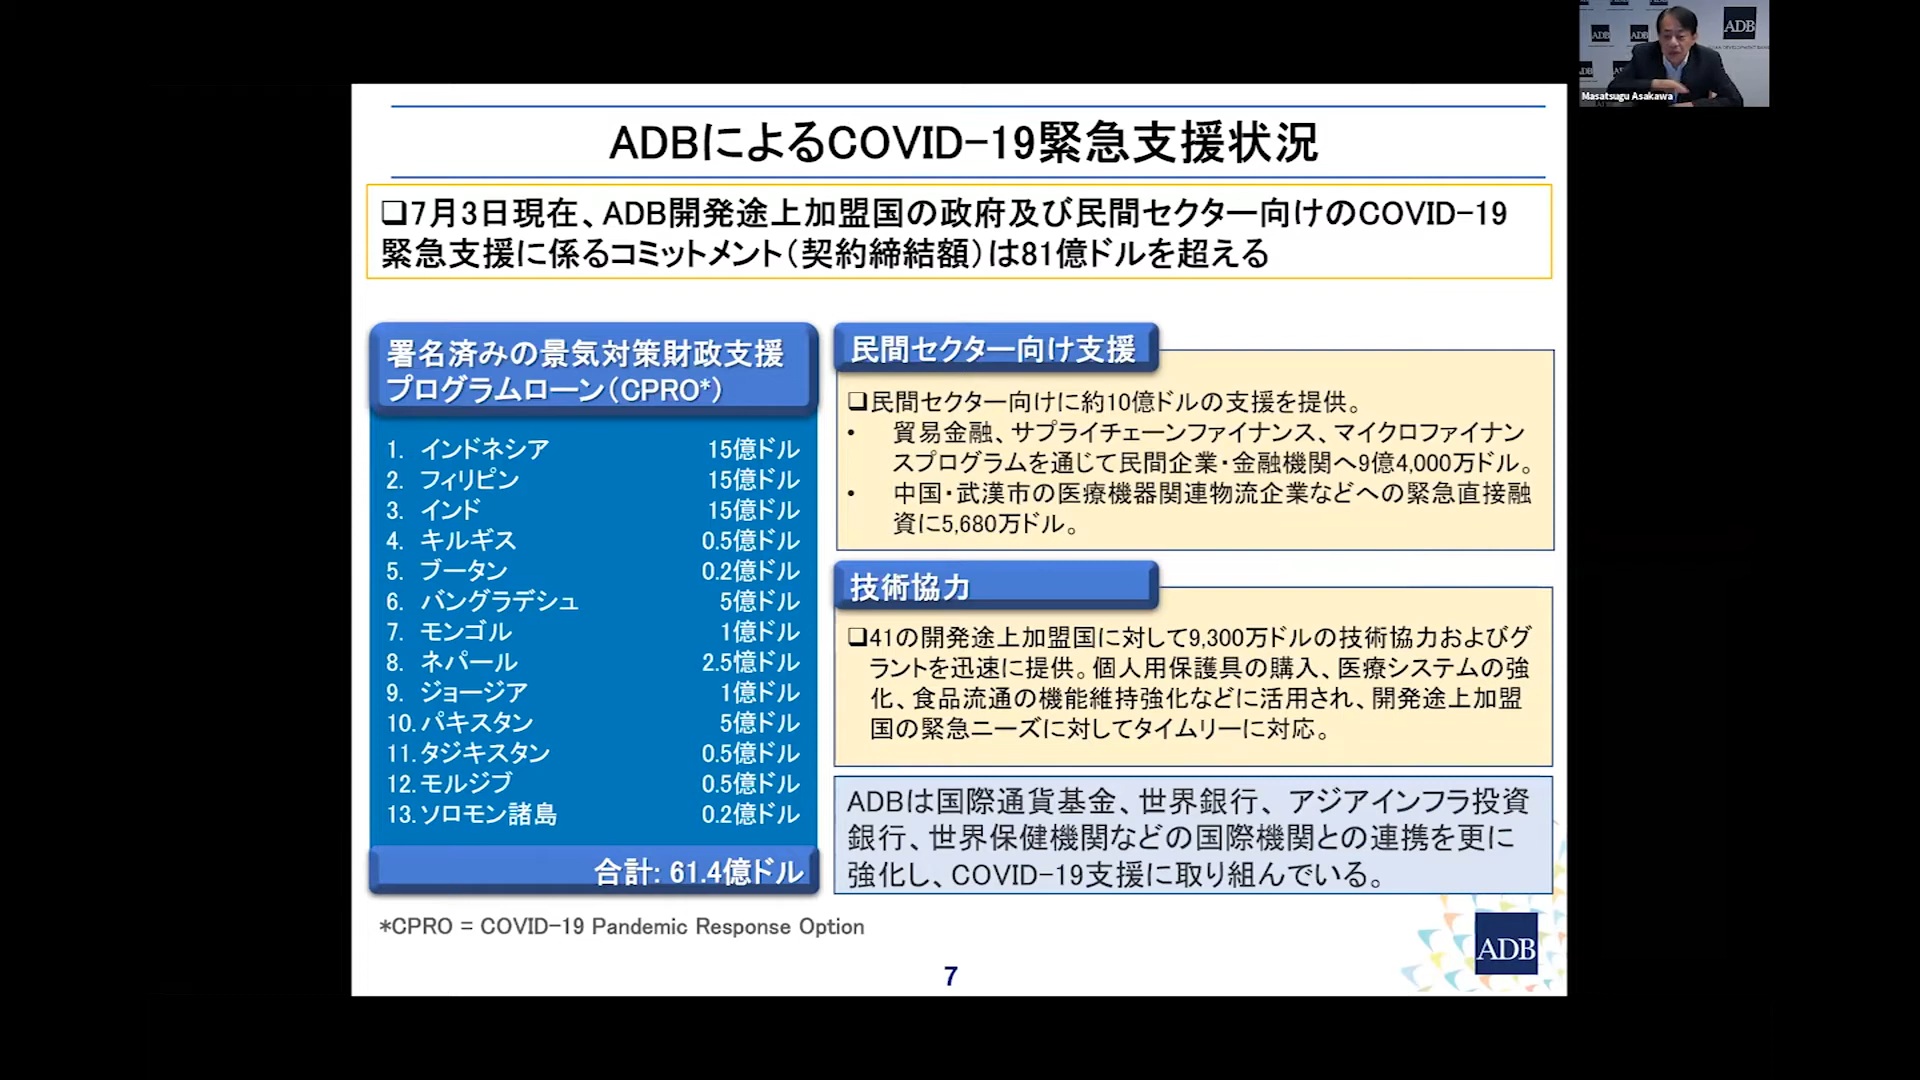 ADB
ADB
ADB
Masatsugu Asakawa
ADBによるCOVID-19緊急支援状況
❑7月3日現在、ADB開発途上加盟国の政府及び民間セクター向けのCOVID-19
緊急支援に係るコミットメント（契約締結額）は81億ドルを超える
署名済みの景気対策財政支援
プログラムローン（CPRO*）
1. インドネシア 15億ドル
2. フィリピン 15億ドル
3. インド 15億ドル
4. キルギス 0.5億ドル
5. ブータン 0.2億ドル
6. バングラデシュ 5億ドル
7. モンゴル 1億ドル
8. ネパール 2.5億ドル
9. ジョージア 1億ドル
10. パキスタン 5億ドル
11. タジキスタン 0.5億ドル
12. モルジブ 0.5億ドル
13. ソロモン諸島 0.2億ドル
合計: 61.4億ドル
*CPRO = COVID-19 Pandemic Response Option
民間セクター向け支援
❑民間セクター向けに約10億ドルの支援を提供。
• 貿易金融、サプライチェーンファイナンス、マイクロファイナン
スプログラムを通じて民間企業・金融機関へ9億4,000万ドル。
• 中国・武漢市の医療機器関連物流企業などへの緊急直接融
資に5,680万ドル。
技術協力
❑41の開発途上加盟国に対して9,300万ドルの技術協力およびグ
ラントを迅速に提供。個人用保護具の購入、医療システムの強
化、食品流通の機能維持強化などに活用され、開発途上加盟
国の緊急ニーズに対してタイムリーに対応。
ADBは国際通貨基金、世界銀行、アジアインフラ投資
銀行、世界保健機関などの国際機関との連携を更に
強化し、COVID-19支援に取り組んでいる。
ADB
7